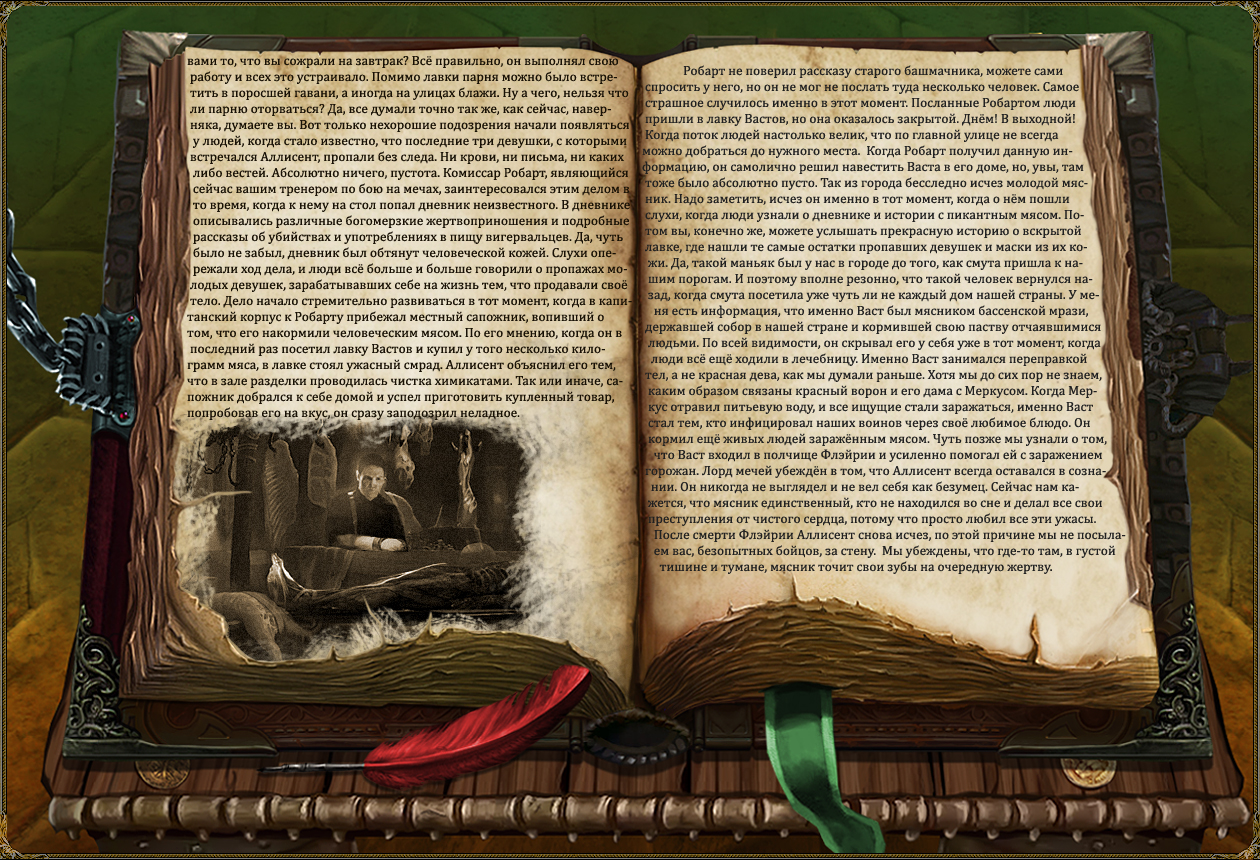 вами то, что вы сожрали на завтрак? Всё правильно, он выполнял свою
работу и всех это устраивало. Помимо лавки парня можно было встре-
тить в поросшей гавани, а иногда на улицах блажи. Ну а чего, нельзя что
ли парню оторваться? Да, все думали точно так же, как сейчас, навер-
няка, думаете вы. Вот только нехорошие подозрения начали появляться
у людей, когда стало известно, что последние три девушки, с которыми
встречался Аллисент, пропали без следа. Ни крови, ни письма, ни каких
либо вестей. Абсолютно ничего, пустота. Комиссар Робарт, являющийся
сейчас вашим тренером по бою на мечах, заинтересовался этим делом в
то время, когда к нему на стол попал дневник неизвестного. В дневнике
описывались различные богомерзкие жертвоприношения и подробные
рассказы об убийствах и употреблениях в пищу вигервальцев. Да, чуть
было не забыл, дневник был обтянут человеческой кожей. Слухи опе-
режали ход дела, и люди всё больше и больше говорили о пропажах мо-
лодых девушек, зарабатывавших себе на жизнь тем, что продавали своё
тело. Дело начало стремительно развиваться в тот момент, когда в капи-
танский корпус к Робарту прибежал местный сапожник, вопивший о
том, что его накормили человеческим мясом. По его мнению, когда он в
последний раз посетил лавку Вастов и купил у того несколько кило-
грамм мяса, в лавке стоял ужасный смрад. Аллисент объяснил его тем,
что в зале разделки проводилась чистка химикатами. Так или иначе, са-
пожник добрался к себе домой и успел приготовить купленный товар,
попробовав его на вкус, он сразу заподозрил неладное.
Робарт не поверил рассказу старого башмачника, можете сами
спросить у него, но он не мог не послать туда несколько человек. Самое
страшное случилось именно в этот момент. Посланные Робартом люди
пришли в лавку Вастов, но она оказалось закрытой. Днём! В выходной!
Когда поток людей настолько велик, что по главной улице не всегда
можно добраться до нужного места. Когда Робарт получил данную ин-
формацию, он самолично решил навестить Васта в его доме, но, увы, там
тоже было абсолютно пусто. Так из города бесследно исчез молодой мяс-
ник. Надо заметить, исчез он именно в тот момент, когда о нём пошли
слухи, когда люди узнали о дневнике и истории с пикантным мясом. По-
том вы, конечно же, можете услышать прекрасную историю о вскрытой
лавке, где нашли те самые остатки пропавших девушек и маски из их ко-
жи. Да, такой маньяк был у нас в городе до того, как смута пришла к на-
шим порогам. И поэтому вполне резонно, что такой человек вернулся на-
зад, когда смута посетила уже чуть ли не каждый дом нашей страны. У ме-
ня есть информация, что именно Васт был мясником бассенской мрази,
державшей собор в нашей стране и кормившей свою паству отчаявшимися
людьми. По всей видимости, он скрывал его у себя уже в тот момент, когда
люди всё ещё ходили в лечебницу. Именно Васт занимался переправкой
тел, а не красная дева, как мы думали раньше. Хотя мы до сих пор не знаем,
каким образом связаны красный ворон и его дама с Меркусом. Когда Мер-
кус отравил питьевую воду, и все ищущие стали заражаться, именно Васт
стал тем, кто инфицировал наших воинов через своё любимое блюдо. Он
кормил ещё живых людей заражённым мясом. Чуть позже мы узнали о том,
что Васт входил в полчище Флэйрии и усиленно помогал ей с заражением
горожан. Лорд мечей убеждён в том, что Аллисент всегда оставался в созна-
нии. Он никогда не выглядел и не вел себя как безумец. Сейчас нам ка-
жется, что мясник единственный, кто не находился во сне и делал все свои
преступления от чистого сердца, потому что просто любил все эти ужасы.
После смерти Флэйрии Аллисент снова исчез, по этой причине мы не посыла-
ем вас, безопытных бойцов, за стену. Мы убеждены, что где-то там, в густой
тишине и тумане, мясник точит свои зубы на очередную жертву.